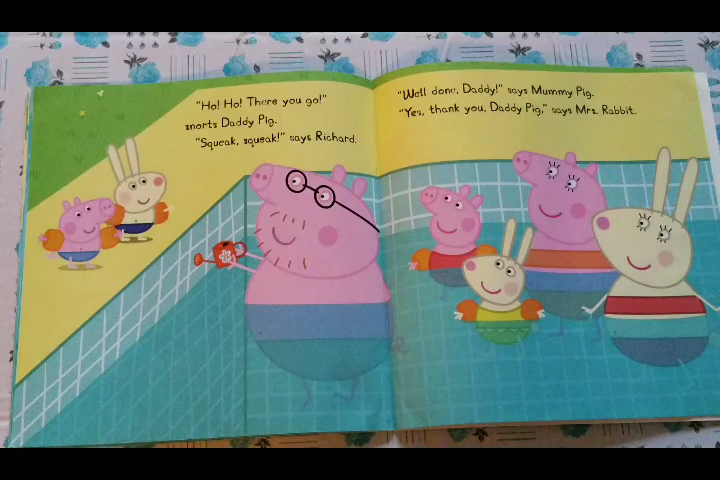 "Ho! Ho! There you go!"
snorts Daddy Pig.
"Squeak, squeak!" says Richard.
"Well done, Daddy!" says Mummy Pig.
"Yes, thank you, Daddy Pig," says Mrs. Rabbit.